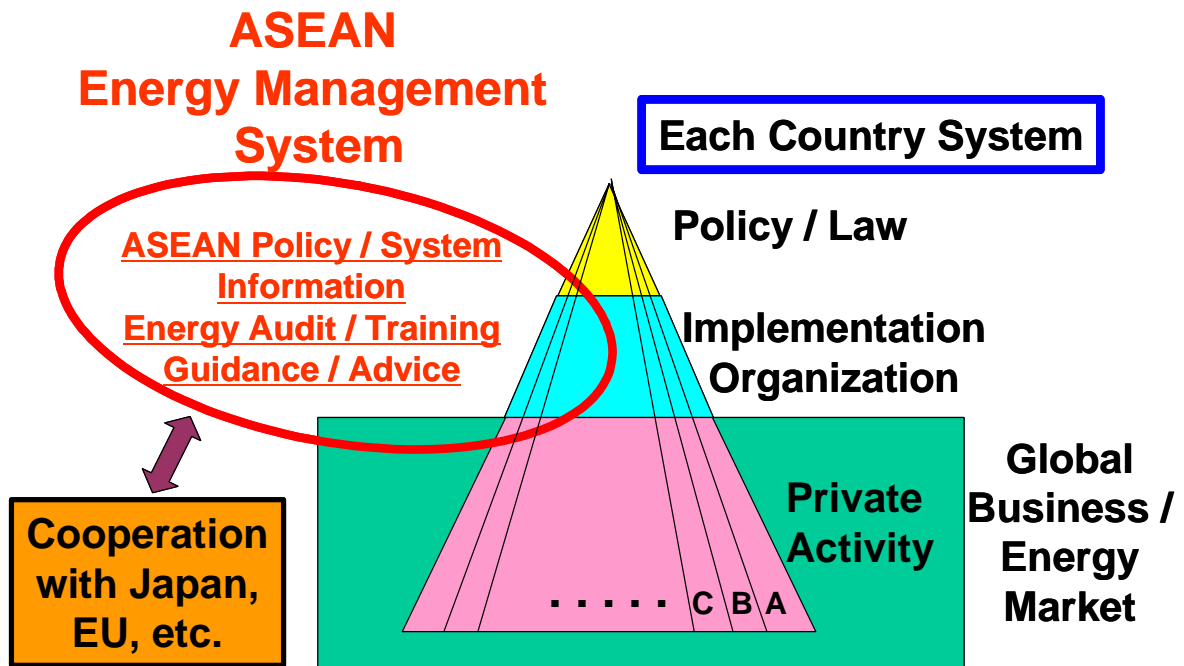 ASEAN
Energy Management
System
Each Country System
Policy / Law
ASEAN Policy / System
Information
Energy Audit / Training
Guidance / Advice
Implementation
Organization
Private
Activity
Global
Business /
Energy
Market
Cooperation
with Japan,
EU, etc.
. . . . . C B A